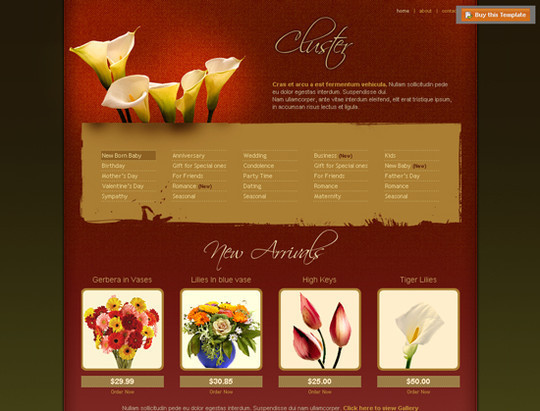 home | about | contact
Buy this Template
Cluster
Cras et arcu a est fermentum vehicula. Nullam sollicitudin pede
eu dolor egestas interdum. Suspendisse dui.
Nam ullamcorper, ante vitae interdum eleifend, elit erat tristique ipsum,
in accumsan risus lectus et ligula.
New Born Baby Anniversary Wedding Business (New) Kids
Birthday Gift for Special ones Condolence Gift for Special ones New Baby (New)
Mother's Day For Friends Party Time For Friends Father's Day
Valentine's Day Romance (New) Dating Romance Romance
Sympathy Seasonal Seasonal Maternity Seasonal
New Arrivals
Gerbera in Vases Lilies In blue vase High Keys Tiger Lilies
$29.99 $30.85 $25.00 $50.00
Order Now Order Now Order Now Order Now
Nullam sollicitudin pede eu dolor egestas interdum. Suspendisse dui nam ullamcorper. Click here to view Gallery